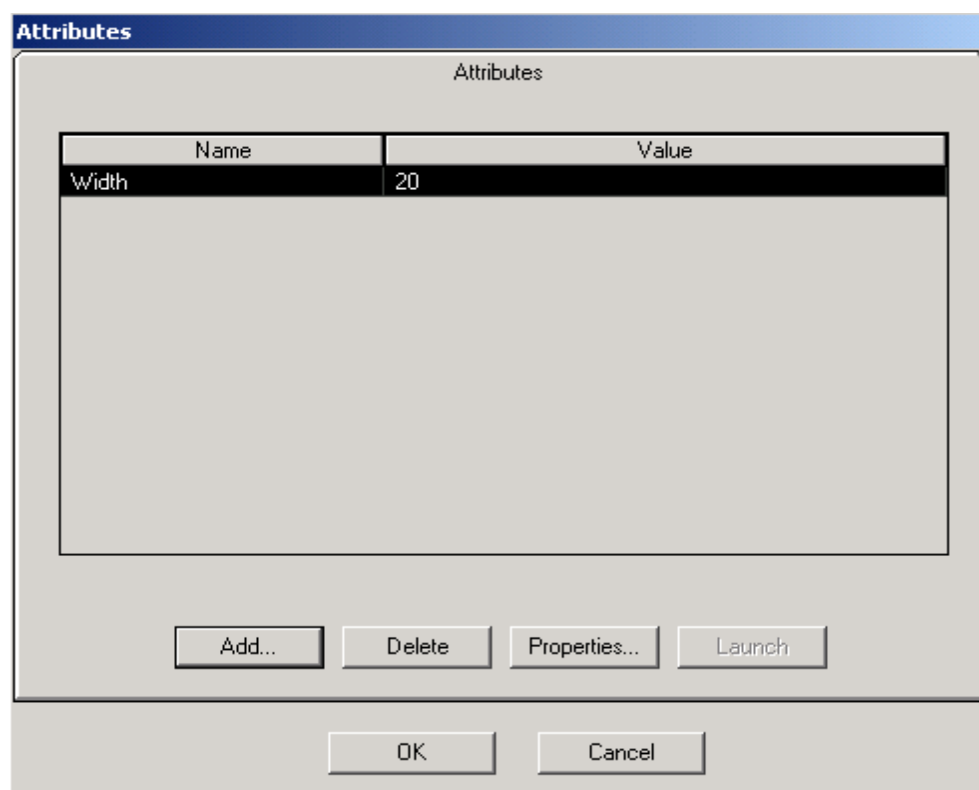 Attributes
Attributes
Name Value
Width 20
Add... Delete Properties... Launch
OK Cancel